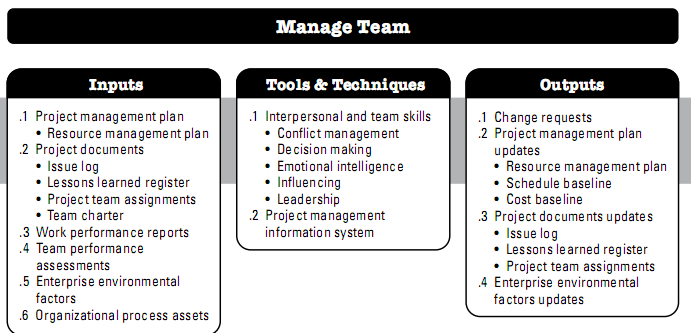 Manage Team
Inputs
.1 Project management plan
• Resource management plan
.2 Project documents
• Issue log
• Lessons learned register
• Project team assignments
• Team charter
.3 Work performance reports
.4 Team performance
assessments
.5 Enterprise environmental
factors
.6 Organizational process assets
Tools & Techniques
.1 Interpersonal and team skills
• Conflict management
• Decision making
• Emotional intelligence
• Influencing
• Leadership
.2 Project management
information system
Outputs
.1 Change requests
.2 Project management plan
updates
• Resource management plan
• Schedule baseline
• Cost baseline
.3 Project documents updates
• Issue log
• Lessons learned register
• Project team assignments
.4 Enterprise environmental
factors updates